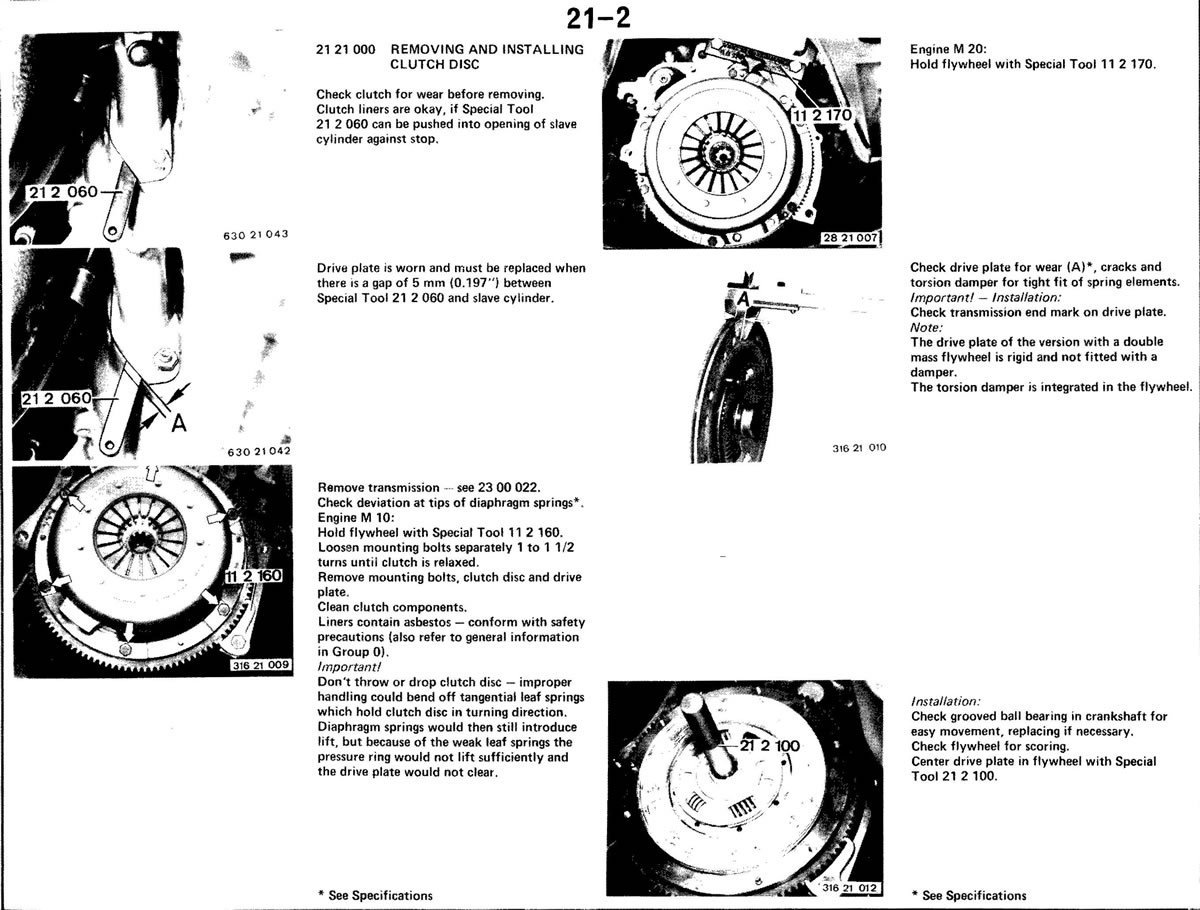 21-2
21 21 000 REMOVING AND INSTALLING
CLUTCH DISC
Check clutch for wear before removing.
Clutch liners are okay, if Special Tool
21 2 060 can be pushed into opening of slave
cylinder against stop.
21 2 060
630 21 043
Drive plate is worn and must be replaced when
there is a gap of 5 mm (0.197'') between
Special Tool 21 2 060 and slave cylinder.
21 2 060
A
630 21 042
Remove transmission — see 23 00 022.
Check deviation at tips of diaphragm springs*.
Engine M 10:
Hold flywheel with Special Tool 11 2 160.
Loosen mounting bolts separately 1 to 1 1/2
turns until clutch is relaxed.
Remove mounting bolts, clutch disc and drive
plate.
Clean clutch components.
Liners contain asbestos — conform with safety
precautions (also refer to general information
in Group 0).
Important!
Don't throw or drop clutch disc — improper
handling could bend off tangential leaf springs
which hold clutch disc in turning direction.
Diaphragm springs would then still introduce
lift, but because of the weak leaf springs the
pressure ring would not lift sufficiently and
the drive plate would not clear.
11 2 160
316 21 009
* See Specifications
Engine M 20:
Hold flywheel with Special Tool 11 2 170.
11 2 170
28 21 007
Check drive plate for wear (A)*, cracks and
torsion damper for tight fit of spring elements.
Important! — Installation:
Check transmission end mark on drive plate.
Note:
The drive plate of the version with a double
mass flywheel is rigid and not fitted with a
damper.
The torsion damper is integrated in the flywheel.
A
316 21 010
Installation:
Check grooved ball bearing in crankshaft for
easy movement, replacing if necessary.
Check flywheel for scoring.
Center drive plate in flywheel with Special
Tool 21 2 100.
21 2 100
316 21 012
* See Specifications